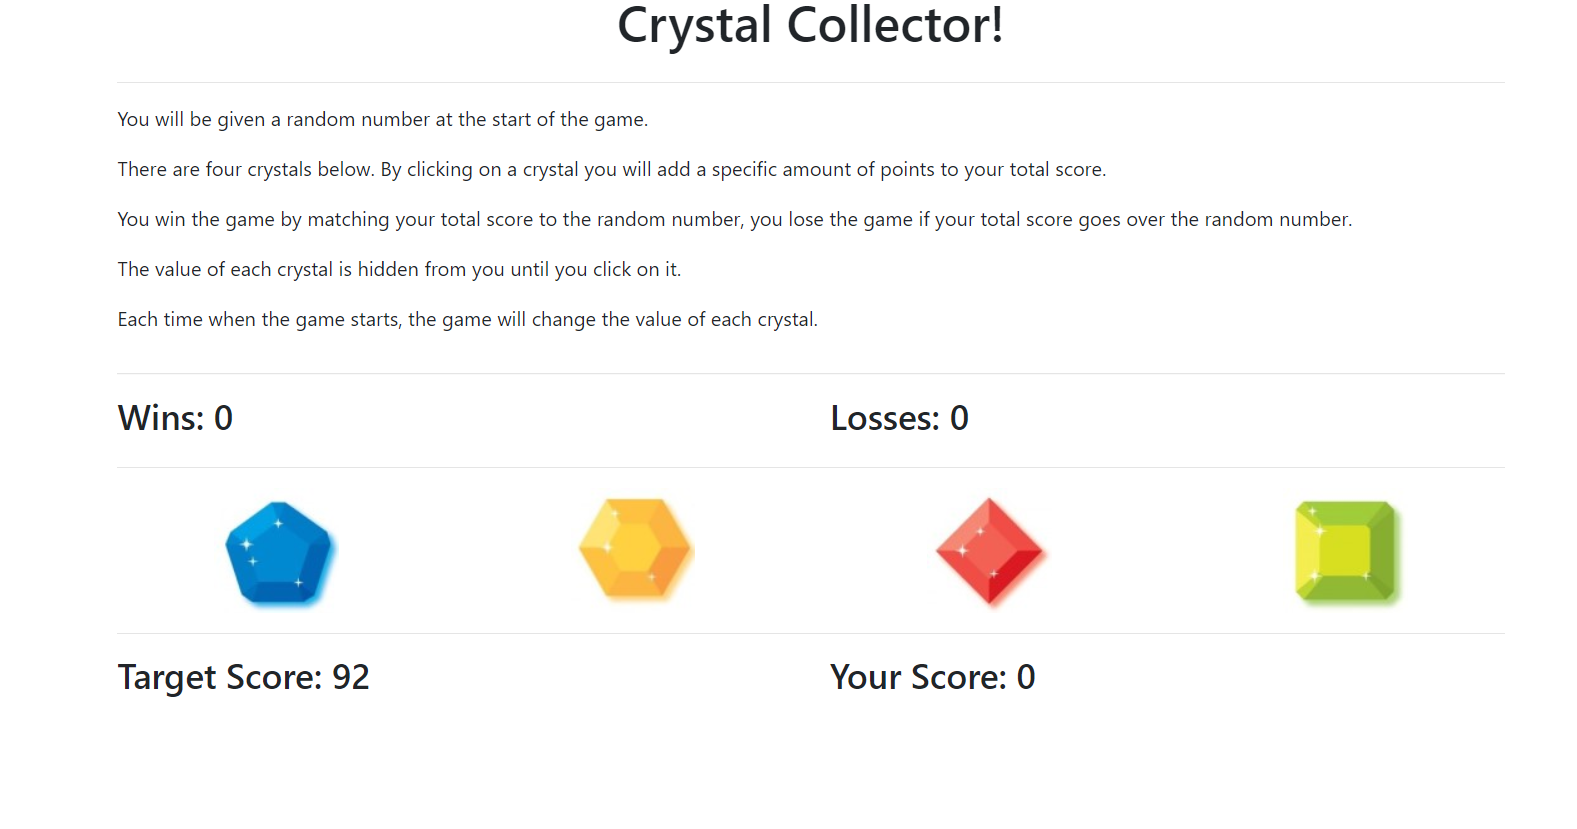 Crystal Collector!
You will be given a random number at the start of the game.
There are four crystals below. By clicking on a crystal you will add a specific amount of points to your total score.
You win the game by matching your total score to the random number, you lose the game if your total score goes over the random number.
The value of each crystal is hidden from you until you click on it.
Each time when the game starts, the game will change the value of each crystal.
Wins: 0
Losses: 0
Target Score: 92
Your Score: 0